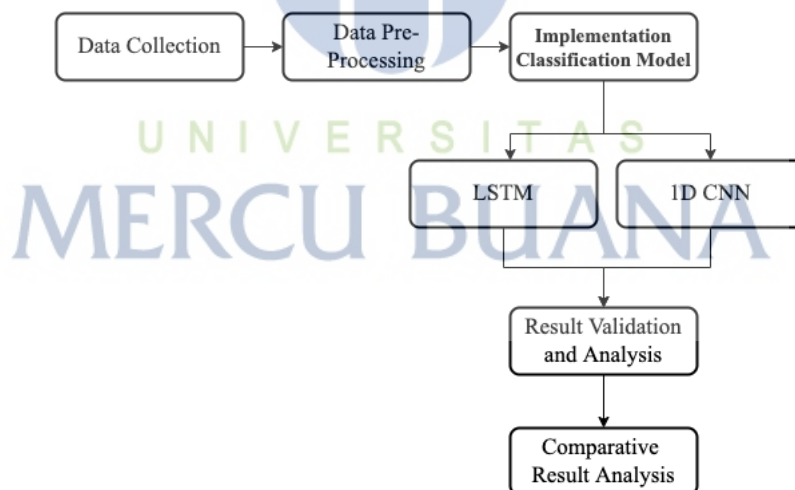 Data Collection
Data Pre-
Processing
Implementation
Classification Model
UNIVERSITAS
MERCU BUANA
LSTM
1D CNN
Result Validation
and Analysis
Comparative
Result Analysis